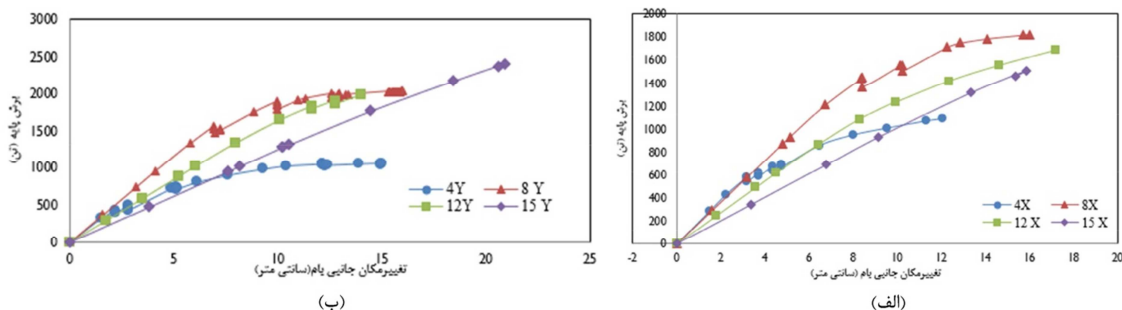 3000
2500
2000
1500
1000
500
0
برش پایه (تن)
0 5 10 15 20 25
تغییرمکان جانبی بام(سانتی متر)
4Y 8 Y
12Y 15 Y
(ب)
2000
1800
1600
1400
1200
1000
800
600
400
200
0
برش پایه (تن)
0 2 4 6 8 10 12 14 16 18 20
تغییرمکان جانبی بام(سانتی متر)
4X 8X
12 X 15 X
(الف)